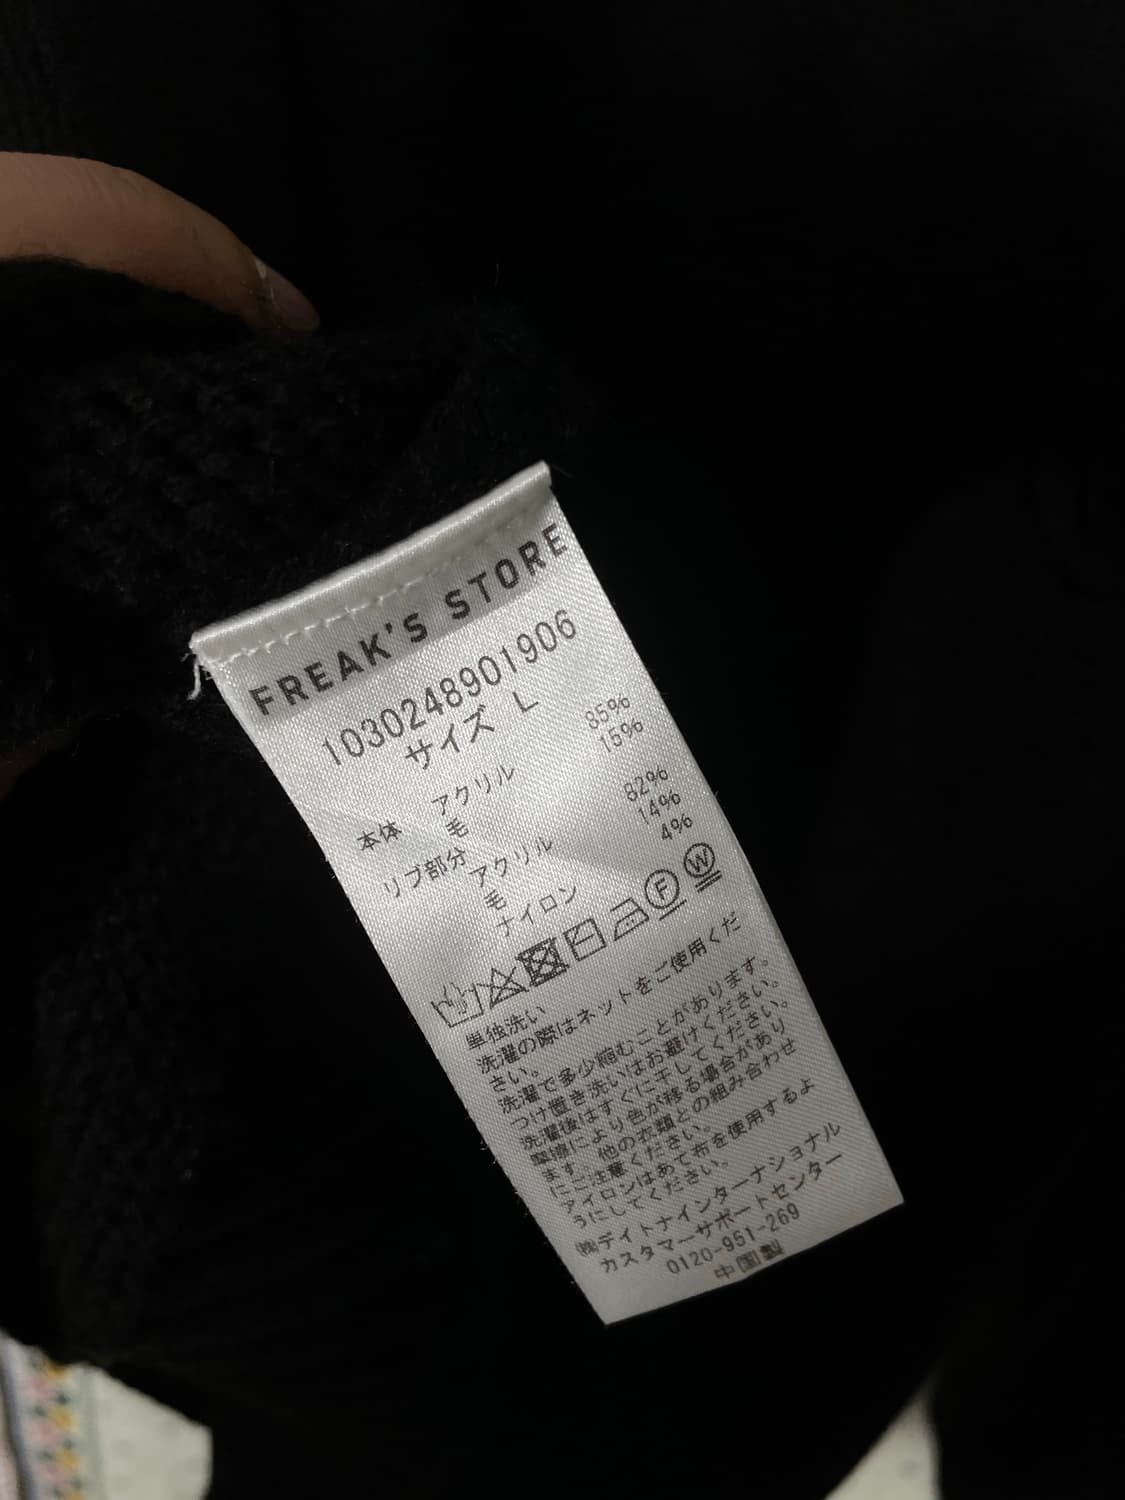 FREAK'S STORE
1030248901906
サイズ L
本体 アクリル 85%
毛 15%
リブ部分
アクリル 82%
毛 14%
ナイロン 4%
F W
単独洗い
洗濯の際はネットをご使用くだ
さい。
洗濯で多少縮むことがあります。
つけ置き洗いはお避けください。
洗濯後はすぐに干してください。
摩擦により色が移る場合があり
ます。他の衣類との組み合わせ
にご注意ください。
アイロンはあて布を使用するよ
うにしてください。
㈱デイトナインターナショナル
カスタマーサポートセンター
0120-951-269
中国製